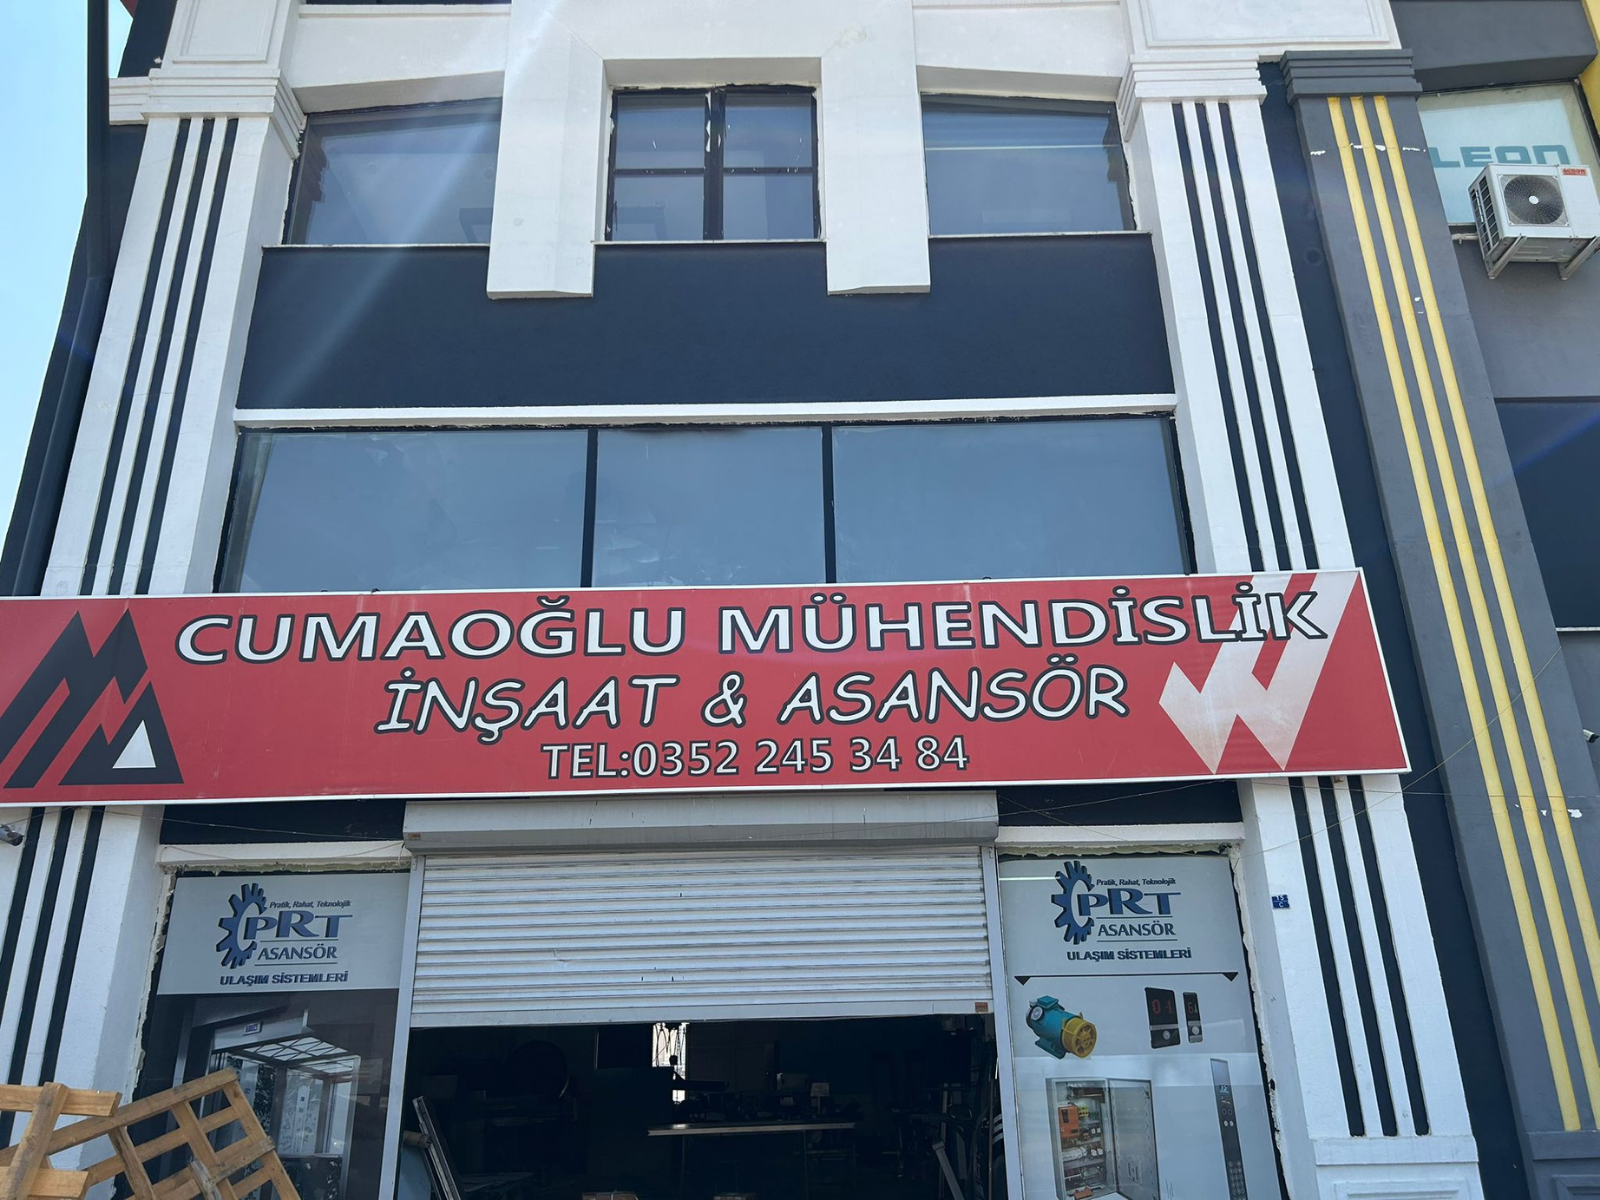 LEON
CUMAOĞLU MÜHENDİSLİK
İNŞAAT & ASANSÖR
TEL:0352 245 34 84
Pratik, Rahat, Teknolojik
PRT
ASANSÖR
ULAŞIM SİSTEMLERİ
Pratik, Rahat, Teknolojik
PRT
ASANSÖR
ULAŞIM SİSTEMLERİ